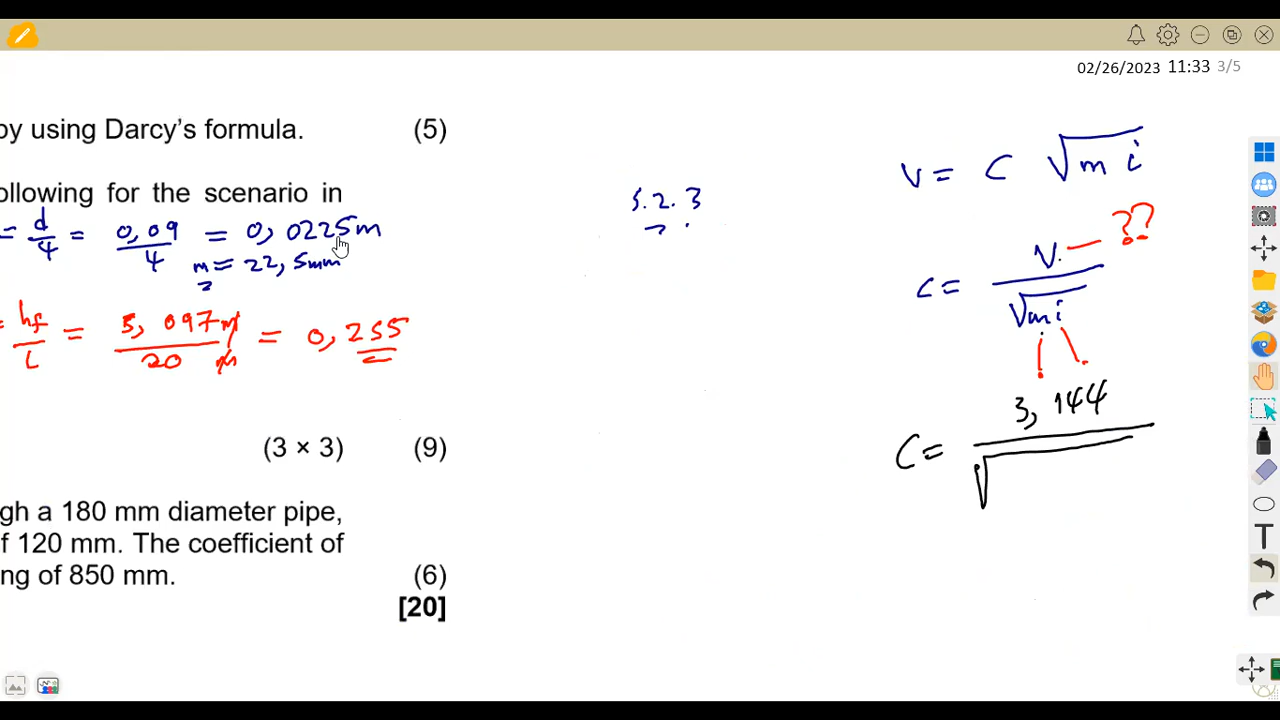 02/26/2023 11:33 3/5
by using Darcy's formula. (5)
ollowing for the scenario in
= d/4 = 0,09/4 = 0,0225m
m = 22,5mm
= hf/L = 5,097m/20m = 0,255
(3 × 3) (9)
gh a 180 mm diameter pipe,
f 120 mm. The coefficient of
ng of 850 mm. (6)
[20]
5.2.3
v = C √mi
C = v/√mi
??
C = 3,144/√
T